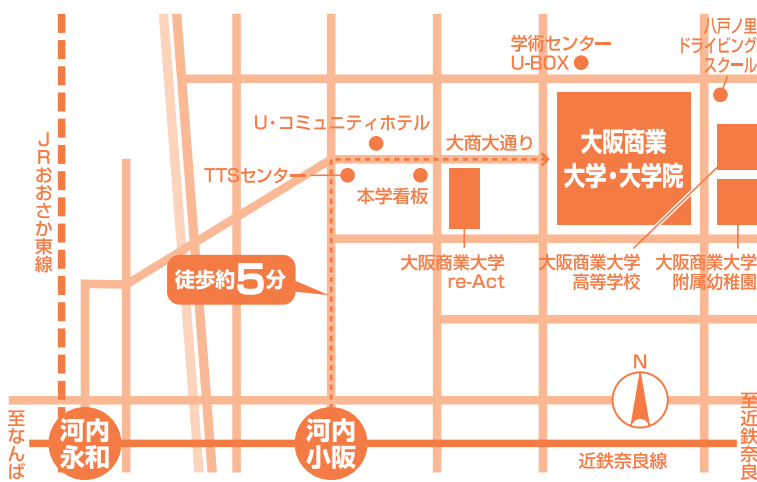 八戸ノ里
ドライビング
スクール
学術センター
U-BOX
U・コミュニティホテル
大商大通り
大阪商業
大学・大学院
JRおおさか東線
TTSセンター
本学看板
大阪商業大学
re-Act
大阪商業大学
高等学校
大阪商業大学
附属幼稚園
徒歩約5分
N
至なんば
河内
永和
河内
小阪
近鉄奈良線
至近鉄奈良